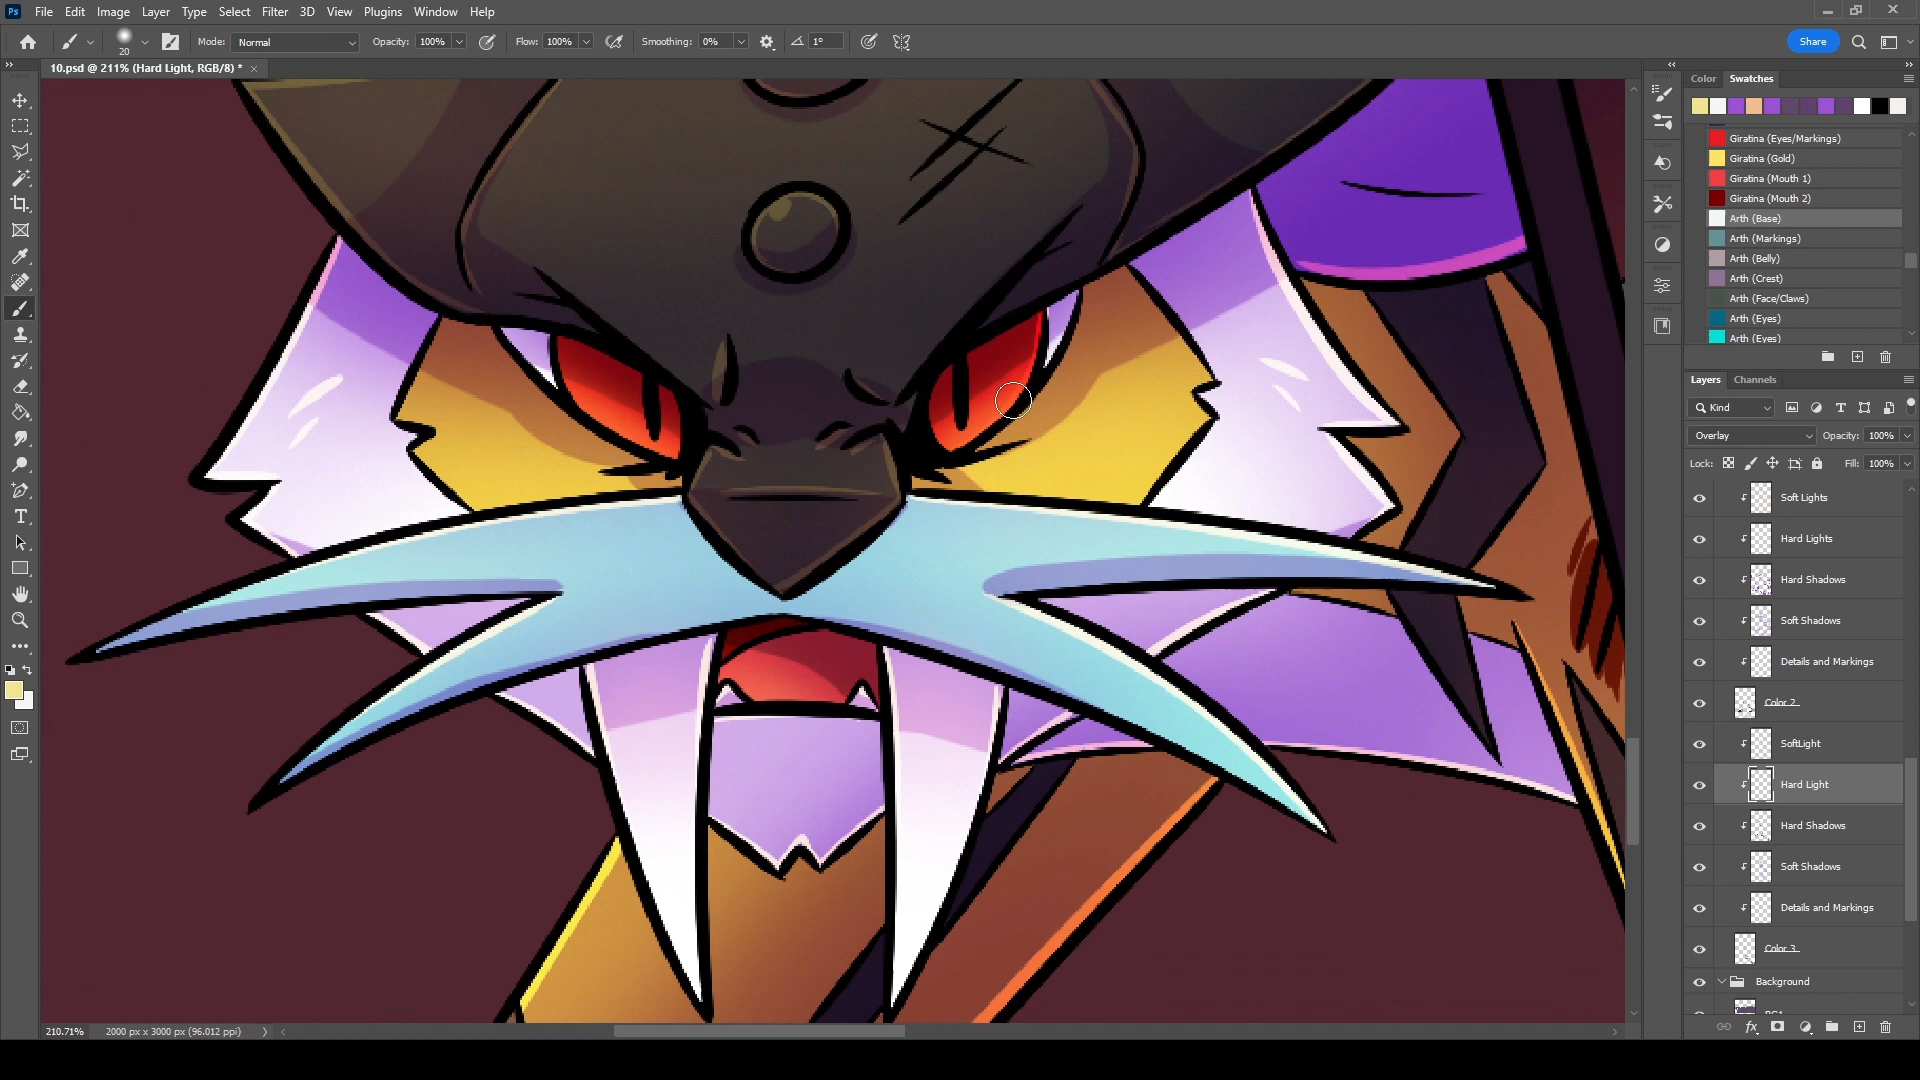 Ps File Edit Image Layer Type Select Filter 3D View Plugins Window Help
20 Mode: Normal Opacity: 100% Flow: 100% Smoothing: 0% 1° Share
10.psd @ 211% (Hard Light, RGB/8) *
Color Swatches
Giratina (Eyes/Markings)
Giratina (Gold)
Giratina (Mouth 1)
Giratina (Mouth 2)
Arth (Base)
Arth (Markings)
Arth (Belly)
Arth (Crest)
Arth (Face/Claws)
Arth (Eyes)
Arth (Eyes)
Layers Channels
Kind
Overlay Opacity: 100%
Lock: Fill: 100%
Soft Lights
Hard Lights
Hard Shadows
Soft Shadows
Details and Markings
Color 2
SoftLight
Hard Light
Hard Shadows
Soft Shadows
Details and Markings
Color 3
Background
fx
210.71% 2000 px x 3000 px (96.012 ppi)